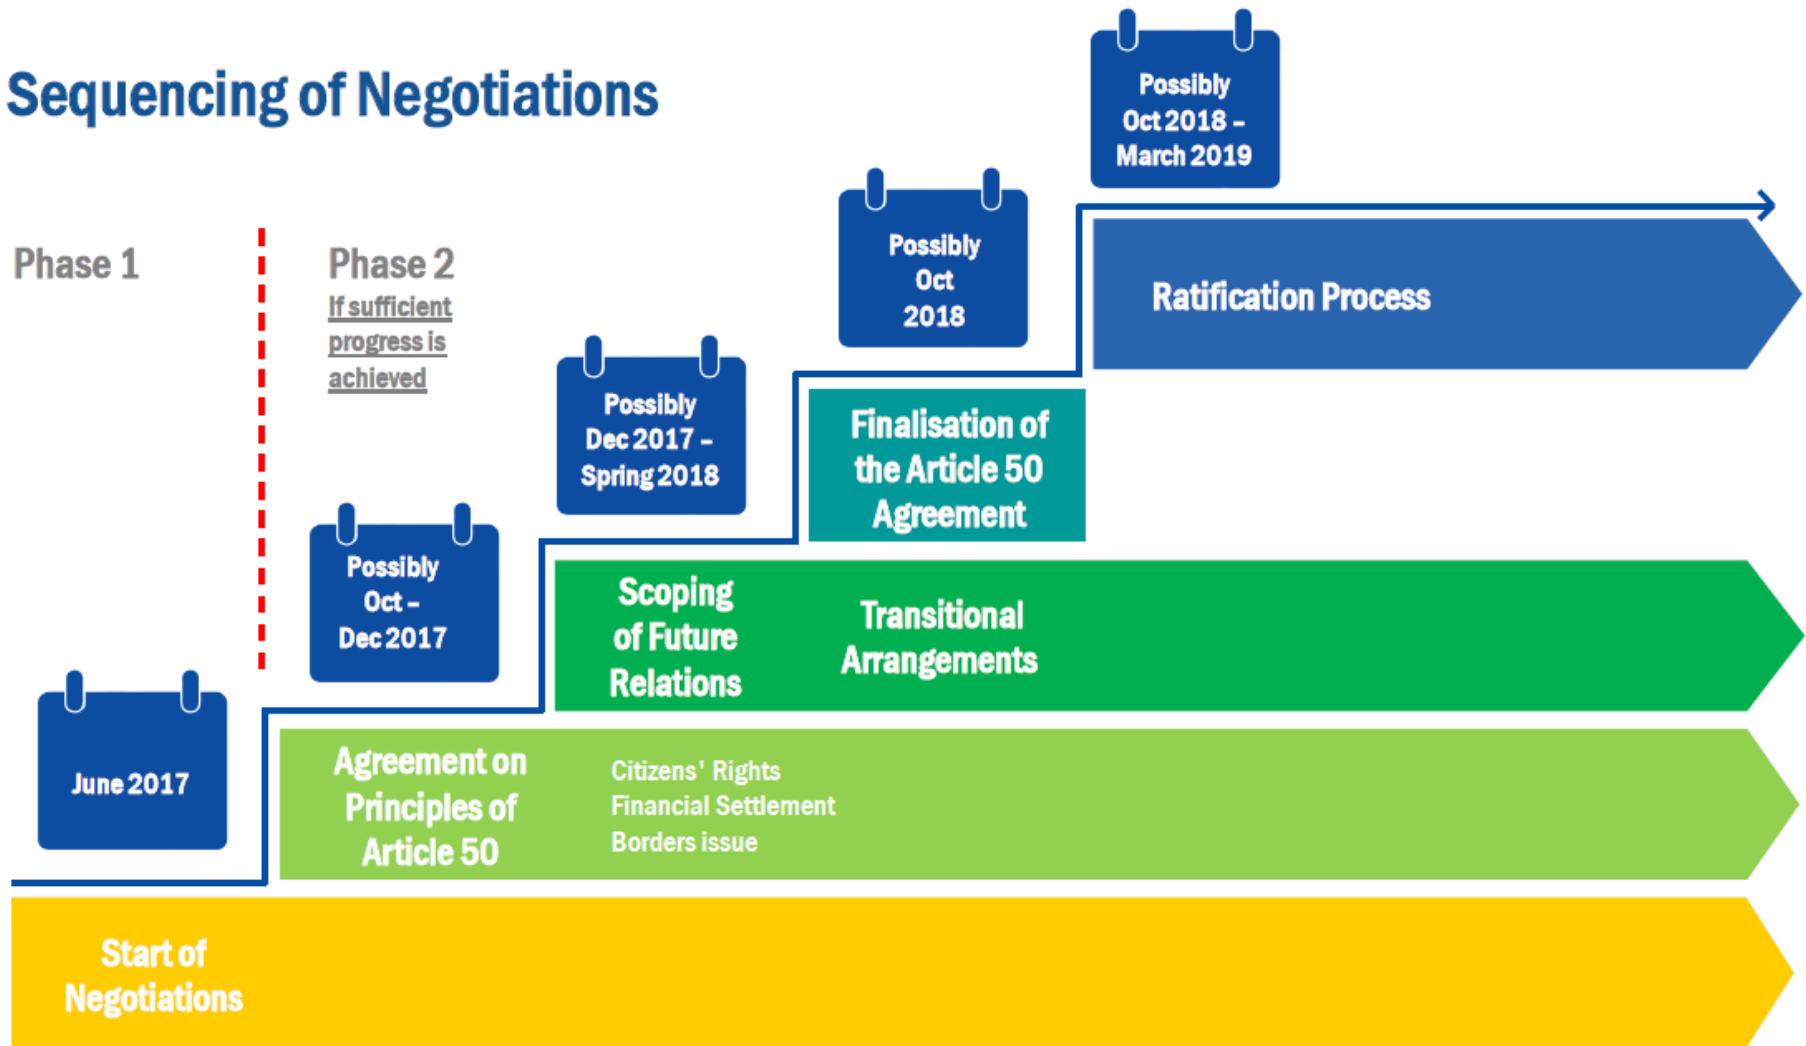 Sequencing of Negotiations
Phase 1
Phase 2
If sufficient
progress is
achieved
June 2017
Possibly
Oct –
Dec 2017
Possibly
Dec 2017 –
Spring 2018
Possibly
Oct
2018
Possibly
Oct 2018 –
March 2019
Ratification Process
Finalisation of
the Article 50
Agreement
Scoping
of Future
Relations
Transitional
Arrangements
Agreement on
Principles of
Article 50
Citizens' Rights
Financial Settlement
Borders issue
Start of
Negotiations